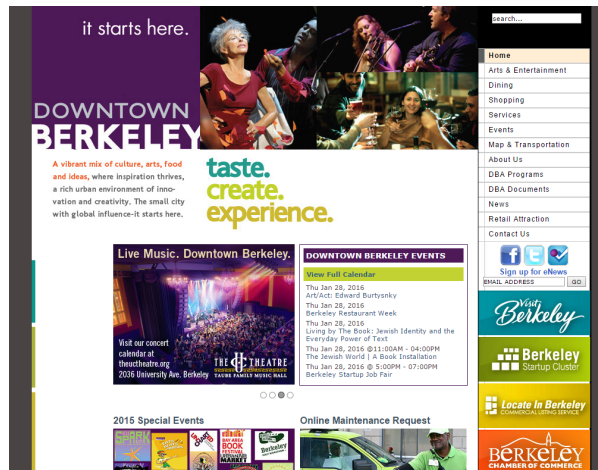 it starts here.
DOWNTOWN
BERKELEY
A vibrant mix of culture, arts, food
and ideas, where inspiration thrives,
a rich urban environment of inno-
vation and creativity. The small city
with global influence-it starts here.
taste.
create.
experience.
search...
Home
Arts & Entertainment
Dining
Shopping
Services
Events
Map & Transportation
About Us
DBA Programs
DBA Documents
News
Retail Attraction
Contact Us
Sign up for eNews
EMAIL ADDRESS
GO
Live Music. Downtown Berkeley.
Visit our concert
calendar at
theuctheatre.org
2036 University Ave. Berkeley
THE UC THEATRE
TAUBE FAMILY MUSIC HALL
DOWNTOWN BERKELEY EVENTS
View Full Calendar
Thu Jan 28, 2016
Art/Act: Edward Burtysnky
Thu Jan 28, 2016
Berkeley Restaurant Week
Thu Jan 28, 2016
Living by The Book: Jewish Identity and the
Everyday Power of Text
Thu Jan 28, 2016 @11:00AM - 04:00PM
The Jewish World | A Book Installation
Thu Jan 28, 2016 @ 5:00PM - 07:00PM
Berkeley Startup Job Fair
Visit
Berkeley
Berkeley
Startup Cluster
Locate In Berkeley
COMMERCIAL LISTING SERVICE
BERKELEY
CHAMBER OF COMMERCE
2015 Special Events
Online Maintenance Request
SPARK
BAY AREA
BOOK
FESTIVAL
Berkeley